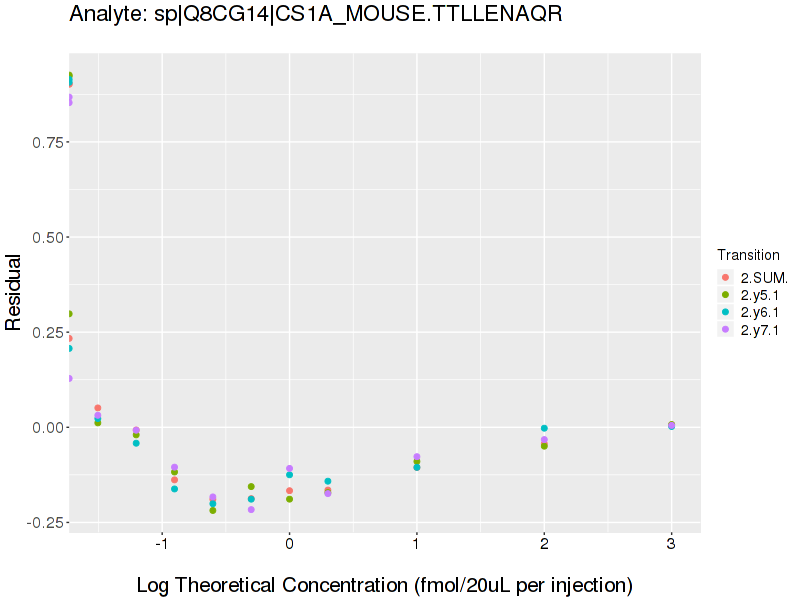 Analyte: sp|Q8CG14|CS1A_MOUSE.TTLLENAQR
0.75
0.50
0.25
0.00
-0.25
Residual
-1 0 1 2 3
Log Theoretical Concentration (fmol/20uL per injection)
Transition
2.SUM.
2.y5.1
2.y6.1
2.y7.1